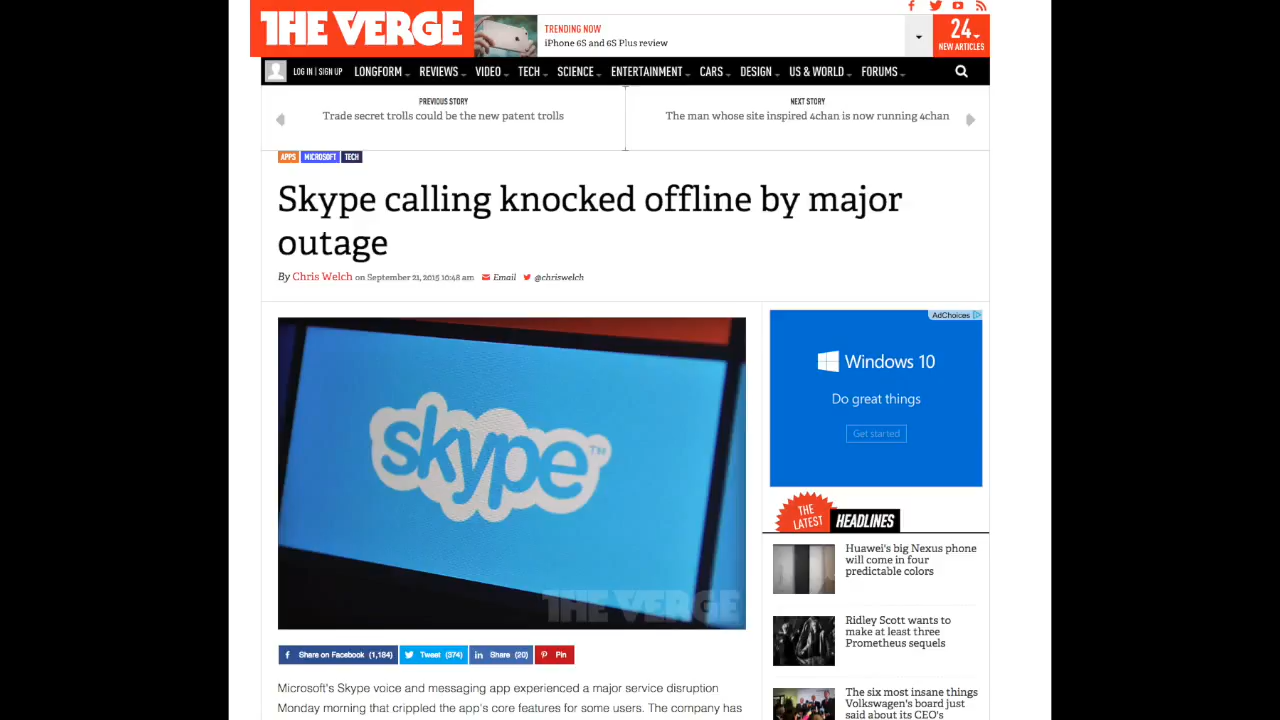 THE VERGE
TRENDING NOW
iPhone 6S and 6S Plus review
24
NEW ARTICLES
LOG IN | SIGN UP
LONGFORM
REVIEWS
VIDEO
TECH
SCIENCE
ENTERTAINMENT
CARS
DESIGN
US & WORLD
FORUMS
PREVIOUS STORY
Trade secret trolls could be the new patent trolls
NEXT STORY
The man whose site inspired 4chan is now running 4chan
APPS MICROSOFT TECH
Skype calling knocked offline by major
outage
By Chris Welch on September 21, 2015 10:48 am Email @chriswelch
skype™
THE VERGE
Share on Facebook (1,184) Tweet (374) Share (20) Pin
Microsoft's Skype voice and messaging app experienced a major service disruption
Monday morning that crippled the app's core features for some users. The company has
AdChoices
Windows 10
Do great things
Get started
THE
LATEST
HEADLINES
Huawei's big Nexus phone
will come in four
predictable colors
Ridley Scott wants to
make at least three
Prometheus sequels
The six most insane things
Volkswagen's board just
said about its CEO's